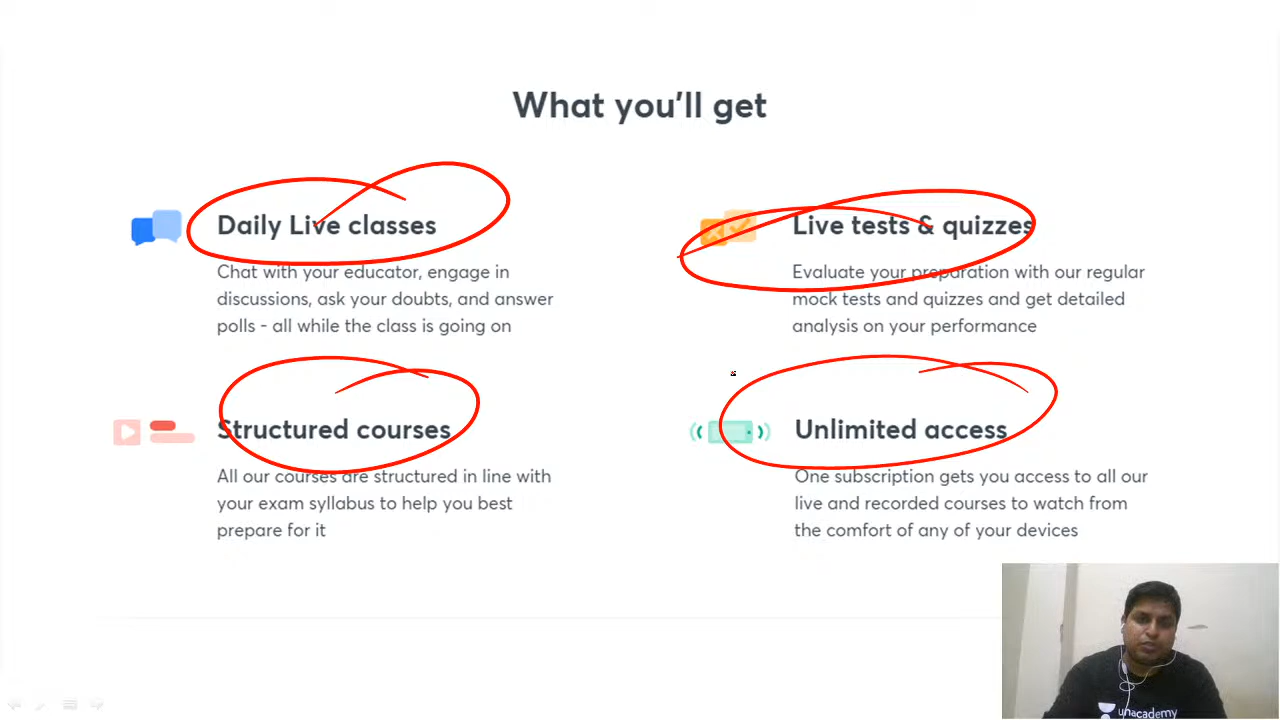 What you'll get
Daily Live classes
Chat with your educator, engage in
discussions, ask your doubts, and answer
polls - all while the class is going on
Live tests & quizzes
Evaluate your preparation with our regular
mock tests and quizzes and get detailed
analysis on your performance
Structured courses
All our courses are structured in line with
your exam syllabus to help you best
prepare for it
Unlimited access
One subscription gets you access to all our
live and recorded courses to watch from
the comfort of any of your devices
unacademy